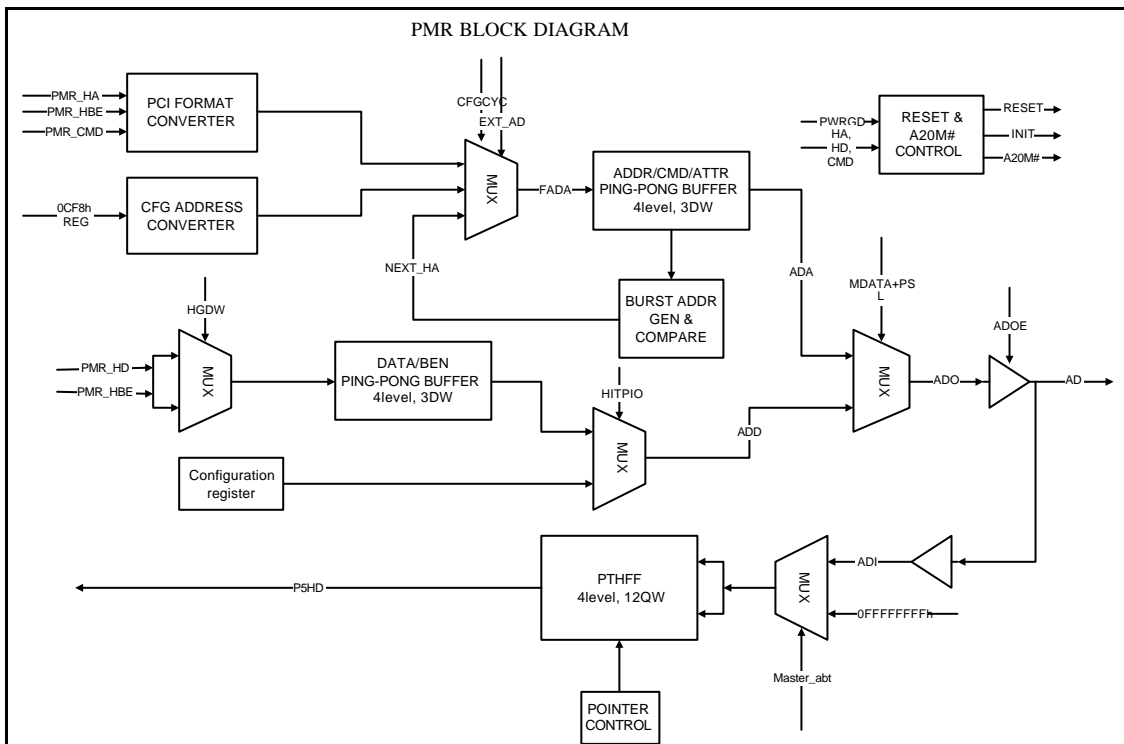 PMR BLOCK DIAGRAM
PMR_HA
PMR_HBE
PMR_CMD
PCI FORMAT
CONVERTER
CFGCYC
EXT_AD
MUX
FADA
ADDR/CMD/ATTR
PING-PONG BUFFER
4level, 3DW
PWRGD
HA,
HD,
CMD
RESET &
A20M#
CONTROL
RESET
INIT
A20M#
0CF8h
REG
CFG ADDRESS
CONVERTER
NEXT_HA
BURST ADDR
GEN &
COMPARE
ADA
MDATA+PS
L
ADOE
HGDW
PMR_HD
PMR_HBE
MUX
DATA/BEN
PING-PONG BUFFER
4level, 3DW
HITPIO
MUX
ADD
MUX
ADO
AD
Configuration
register
P5HD
PTHFF
4level, 12QW
MUX
ADI
0FFFFFFFFh
Master_abt
POINTER
CONTROL